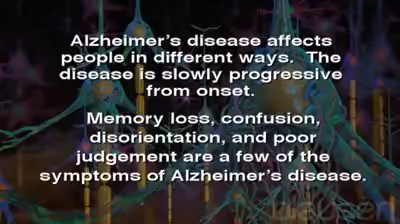 Alzheimer's disease affects
people in different ways.  The
disease is slowly progressive
from onset.
Memory loss, confusion,
disorientation, and poor
judgement are a few of the
symptoms of Alzheimer's disease.